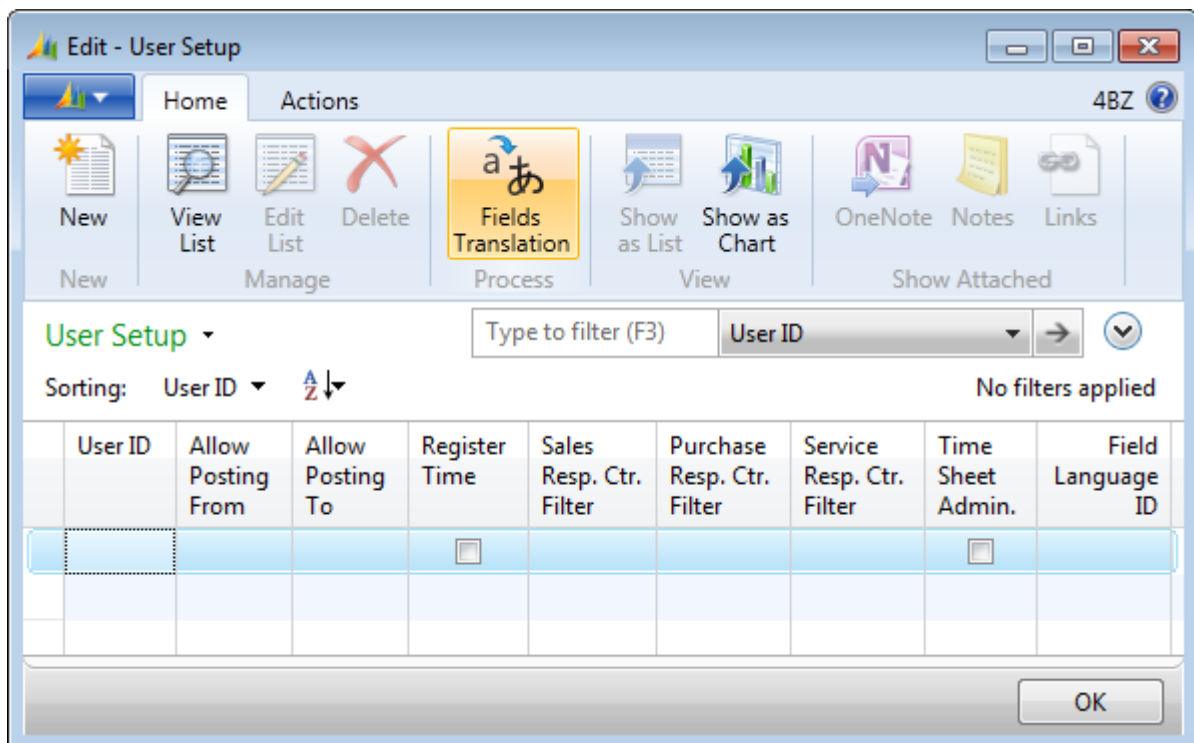 Edit - User Setup
Home Actions 4BZ
New
View List
Edit List
Delete
a あ
Fields Translation
Show as List
Show as Chart
N
OneNote
Notes
Links
New Manage Process View Show Attached
User Setup Type to filter (F3) User ID
Sorting: User ID A Z No filters applied
User ID
Allow Posting From
Allow Posting To
Register Time
Sales Resp. Ctr. Filter
Purchase Resp. Ctr. Filter
Service Resp. Ctr. Filter
Time Sheet Admin.
Field Language ID
OK